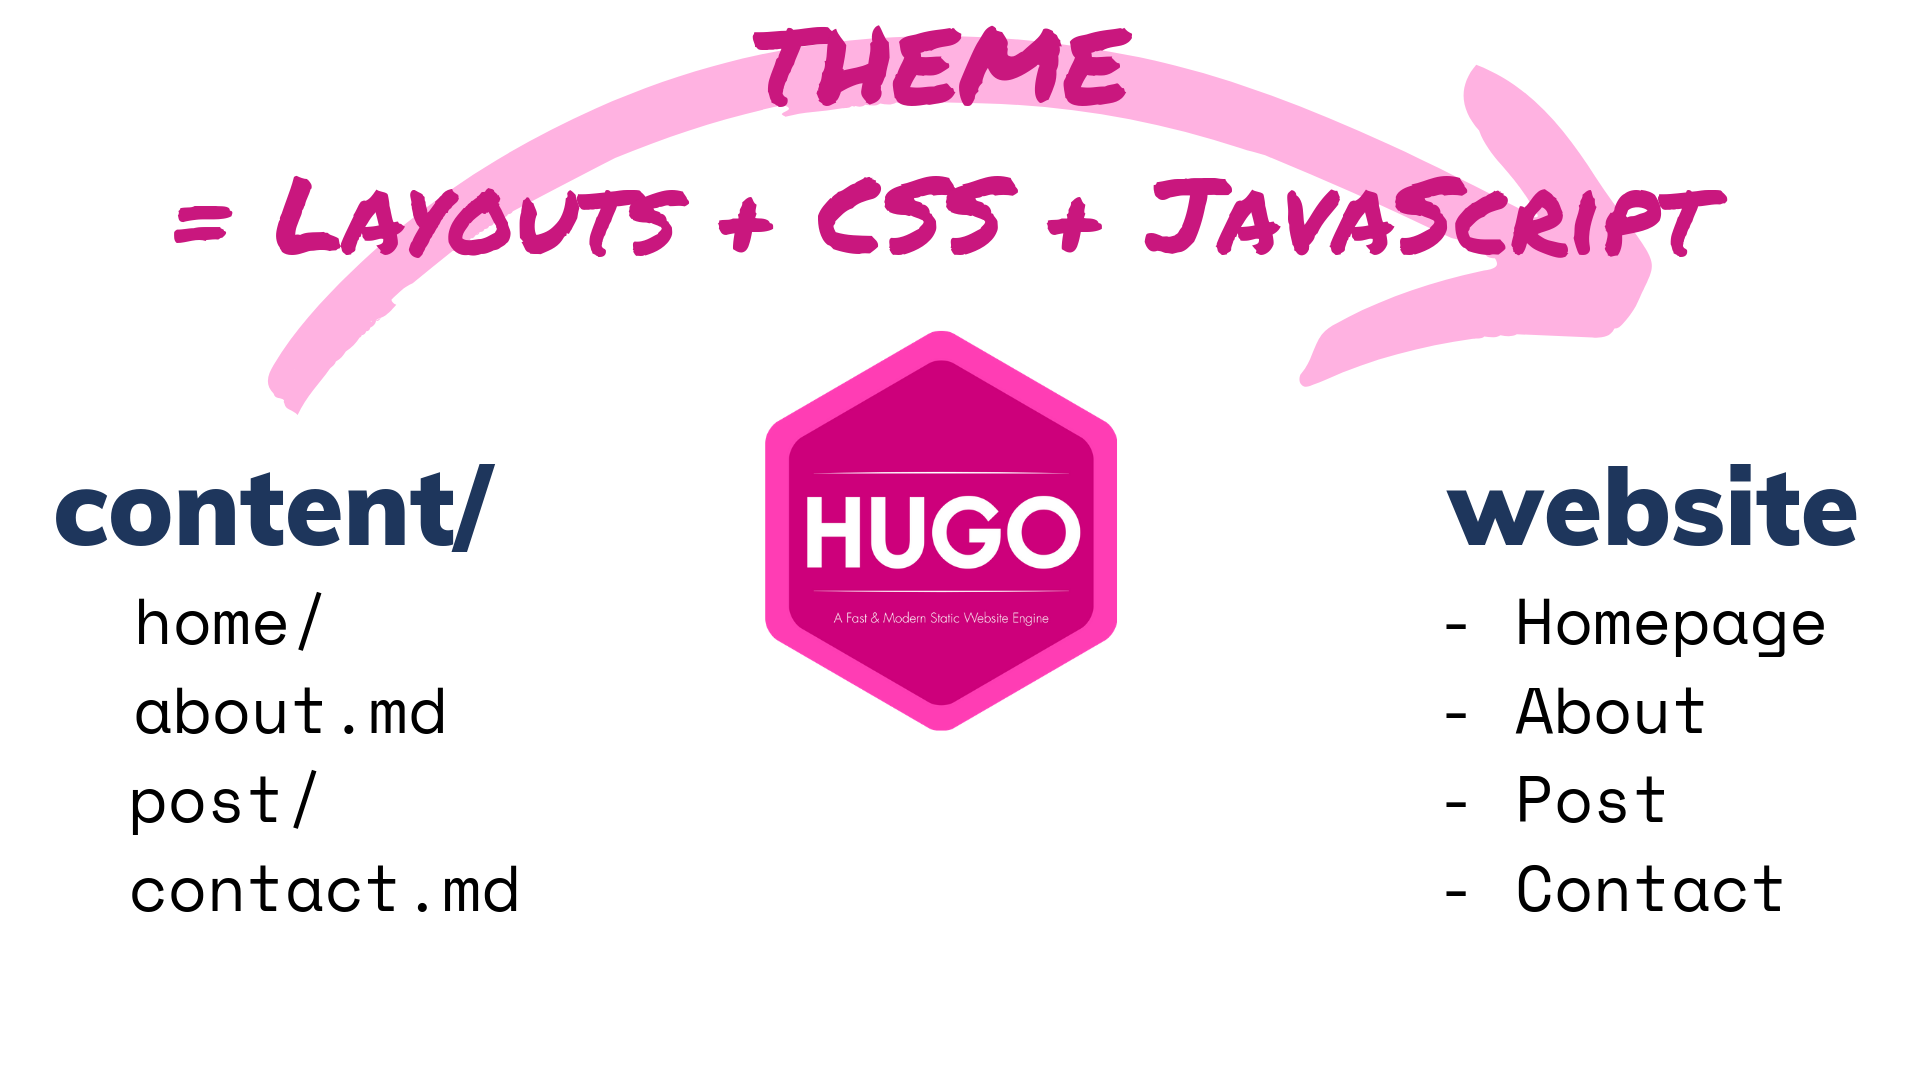 THEME
= LAYOUTS + CSS + JAVASCRIPT
HUGO
A Fast & Modern Static Website Engine
content/
home/
about.md
post/
contact.md
website
- Homepage
- About
- Post
- Contact